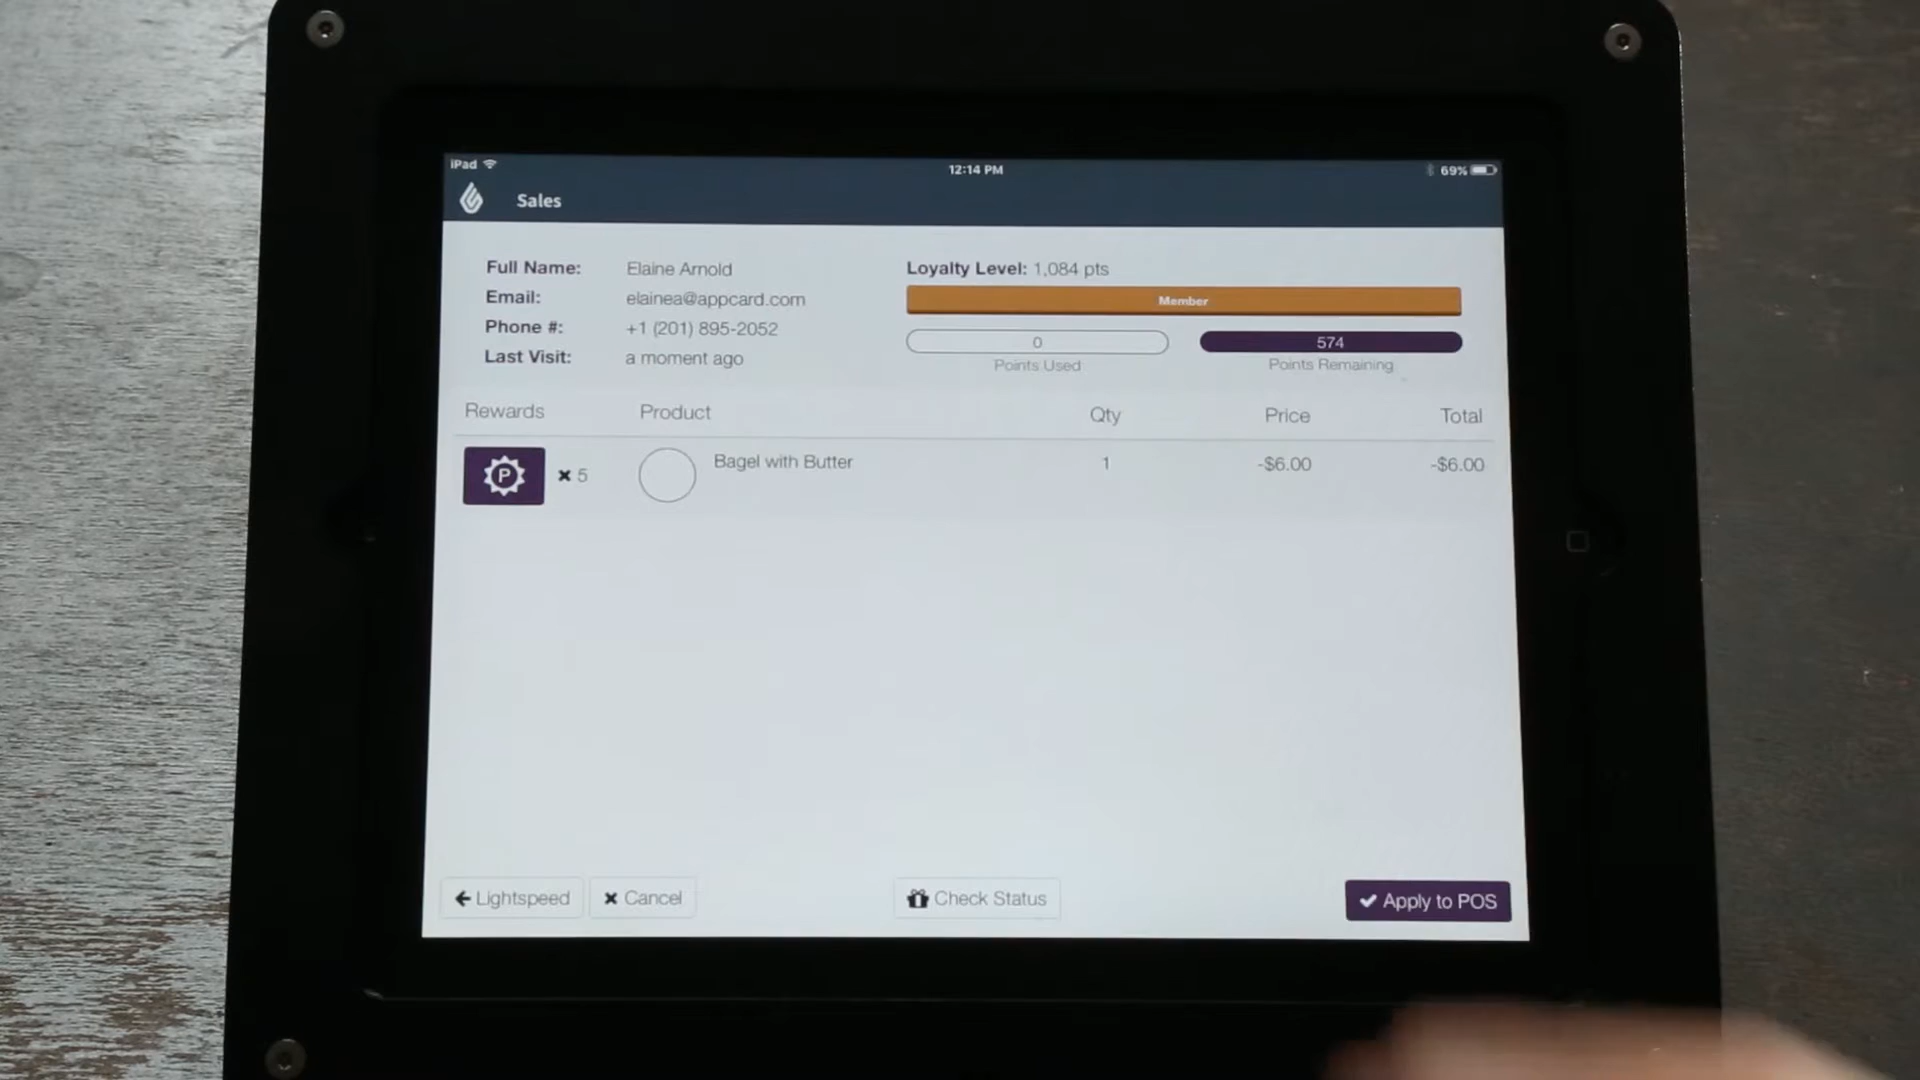 iPad
12:14 PM
69%
Sales
Full Name: Elaine Arnold
Email: elainea@appcard.com
Phone #: +1 (201) 895-2052
Last Visit: a moment ago
Loyalty Level: 1,084 pts
Member
0
Points Used
574
Points Remaining
Rewards Product Qty Price Total
P × 5 Bagel with Butter 1 -$6.00 -$6.00
Lightspeed
Cancel
Check Status
Apply to POS